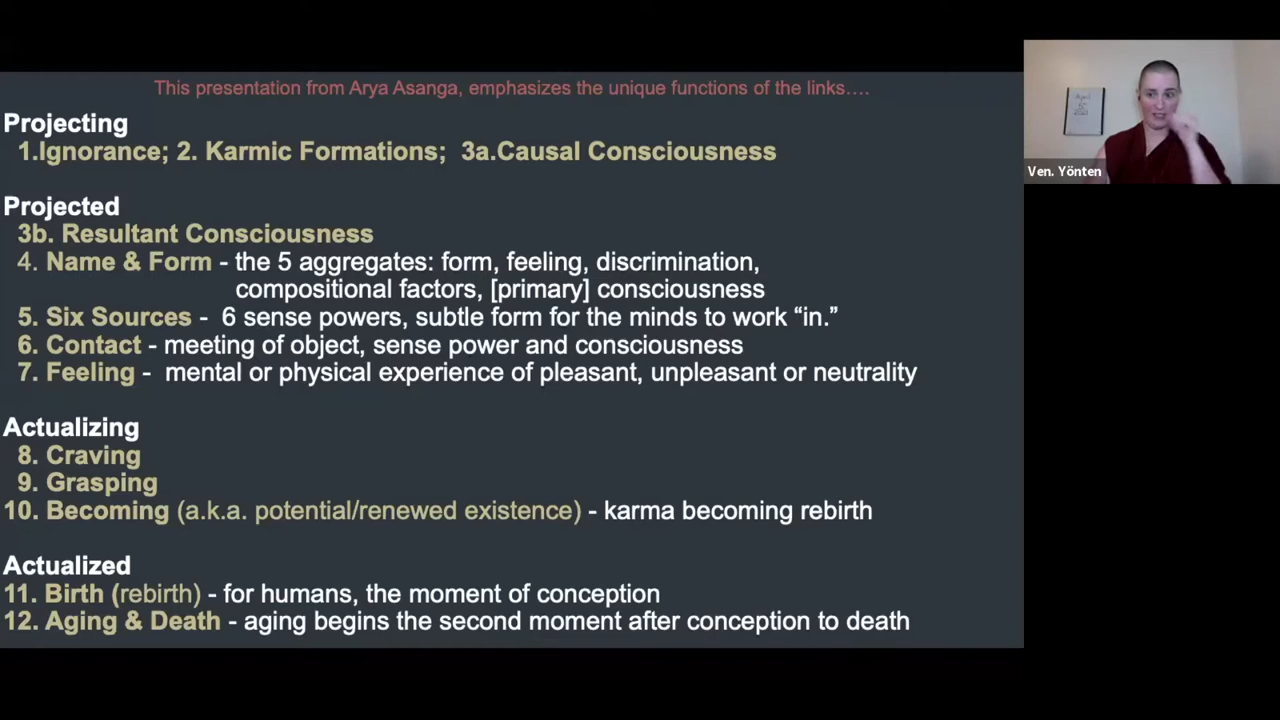 This presentation from Arya Asanga, emphasizes the unique functions of the links….
Projecting
1.Ignorance; 2. Karmic Formations; 3a.Causal Consciousness
Projected
3b. Resultant Consciousness
4. Name & Form - the 5 aggregates: form, feeling, discrimination,
compositional factors, [primary] consciousness
5. Six Sources - 6 sense powers, subtle form for the minds to work “in.”
6. Contact - meeting of object, sense power and consciousness
7. Feeling - mental or physical experience of pleasant, unpleasant or neutrality
Actualizing
8. Craving
9. Grasping
10. Becoming (a.k.a. potential/renewed existence) - karma becoming rebirth
Actualized
11. Birth (rebirth) - for humans, the moment of conception
12. Aging & Death - aging begins the second moment after conception to death
Ven. Yönten